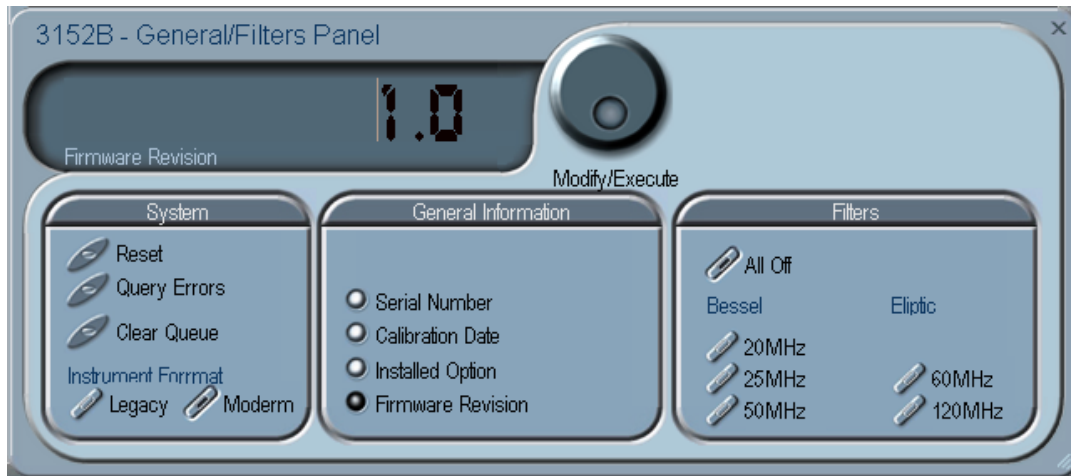 3152B - General/Filters Panel
1.0
Firmware Revision
Modify/Execute
System
Reset
Query Errors
Clear Queue
Instrument Forrmat
Legacy Moderm
General Information
Serial Number
Calibration Date
Installed Option
Firmware Revision
Filters
All Off
Bessel Eliptic
20MHz
25MHz 60MHz
50MHz 120MHz